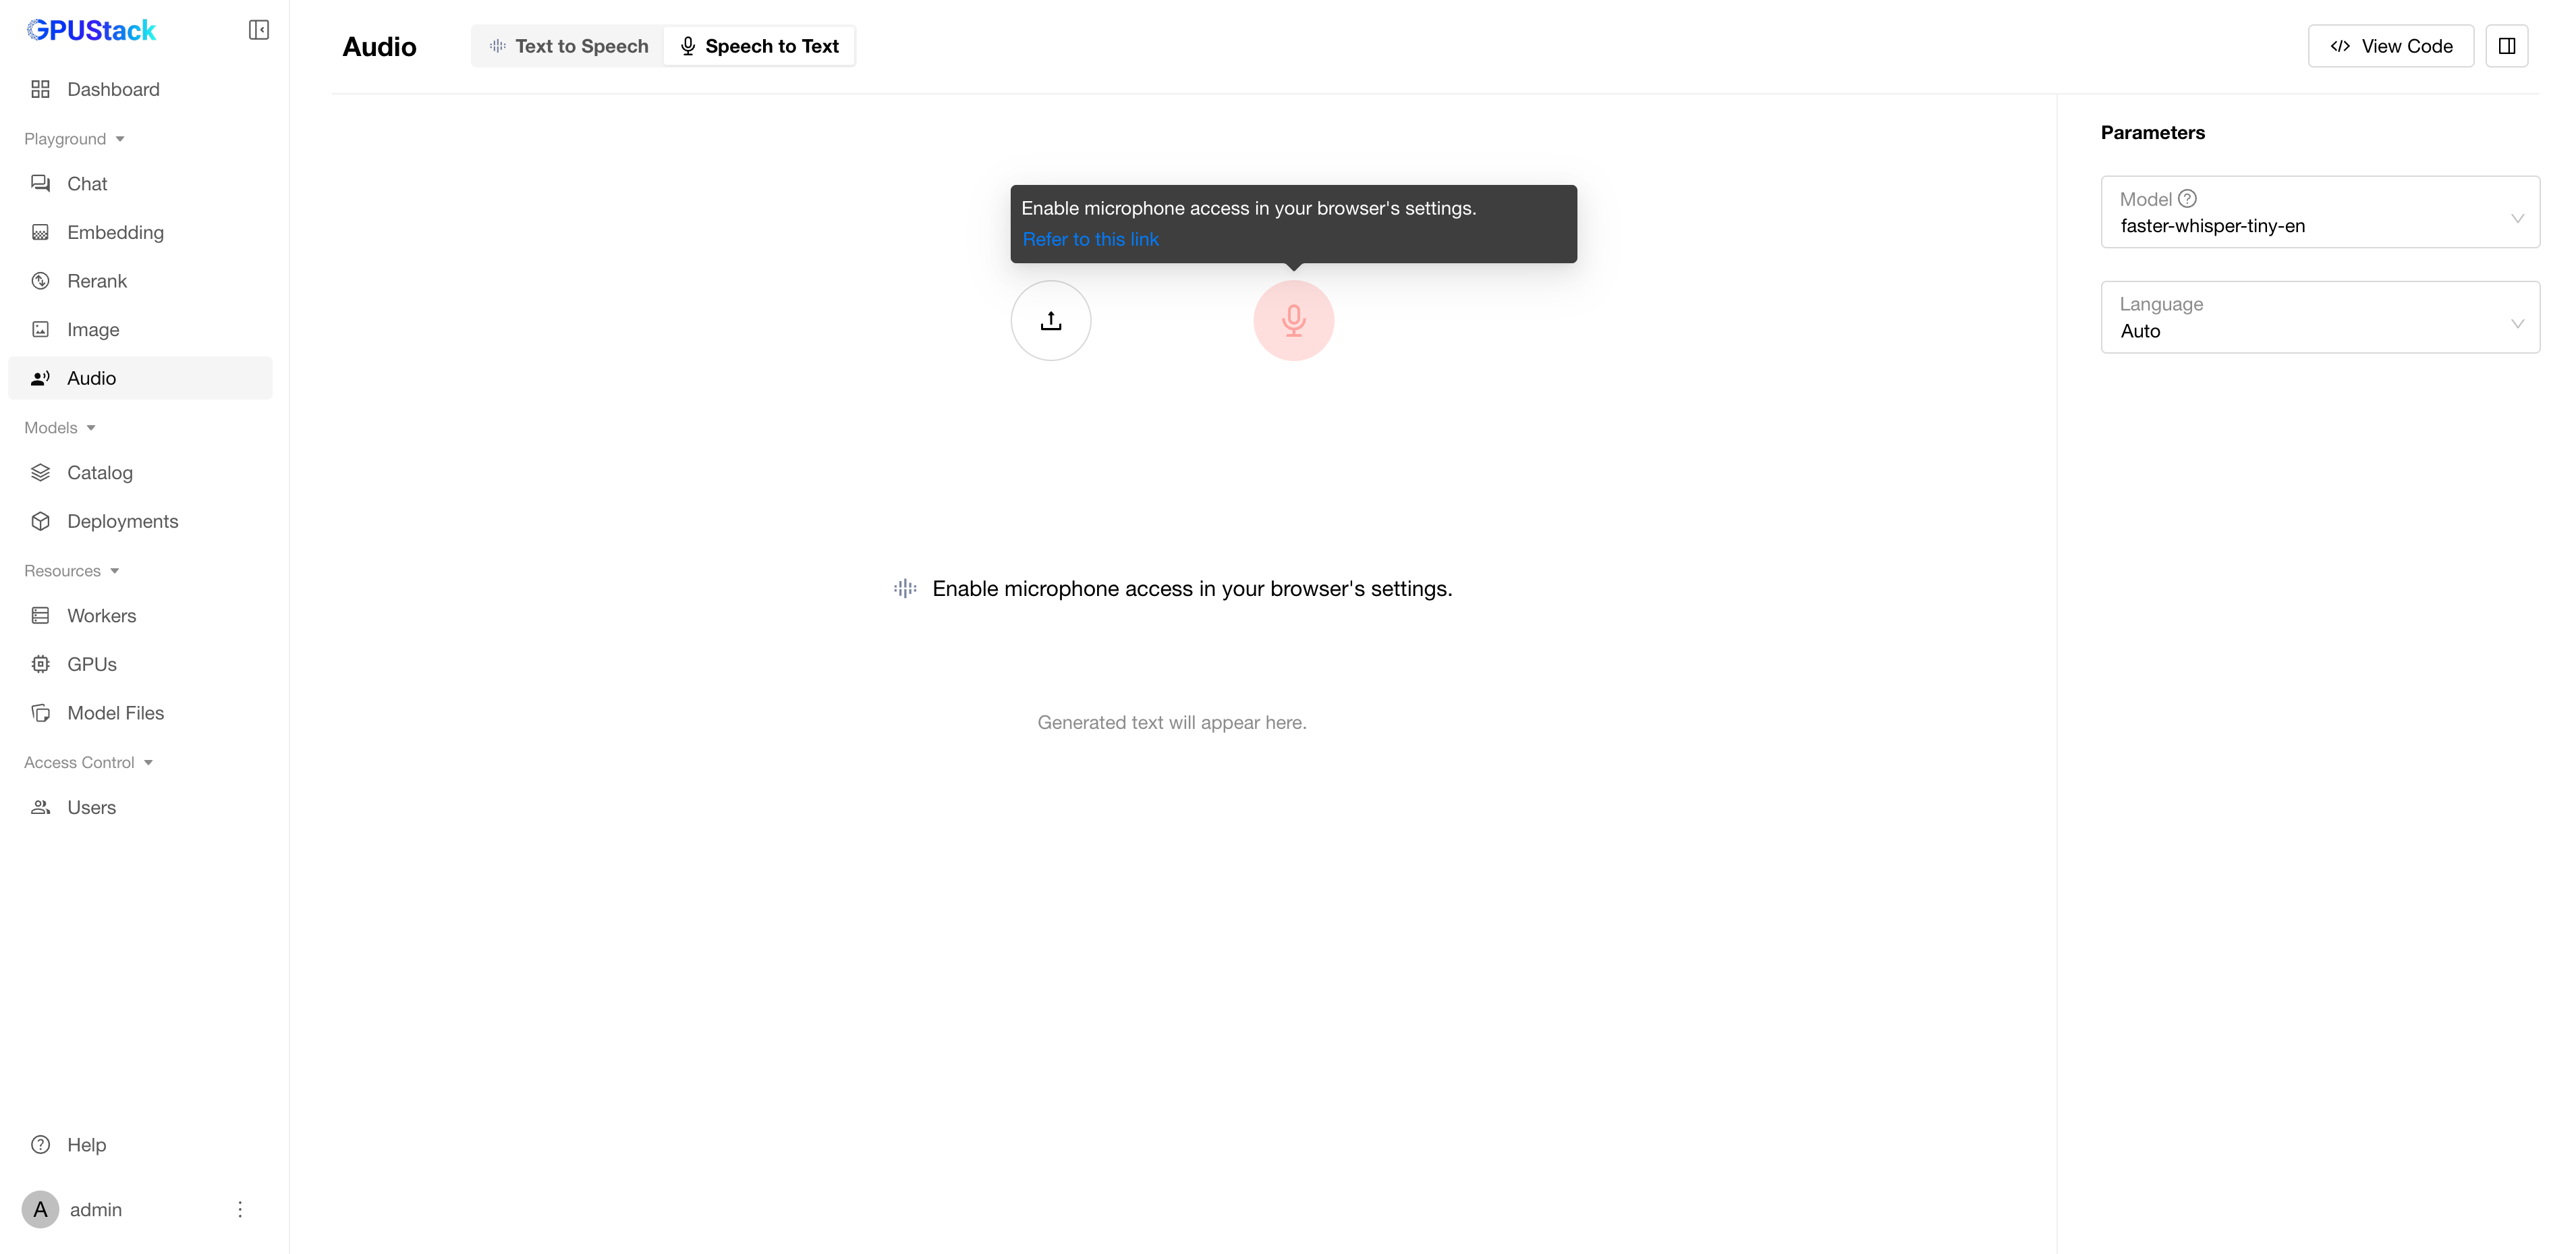 GPUStack
Dashboard
Playground
Chat
Embedding
Rerank
Image
Audio
Models
Catalog
Deployments
Resources
Workers
GPUs
Model Files
Access Control
Users
Help
A admin
Audio
Text to Speech
Speech to Text
View Code
Enable microphone access in your browser's settings.
Refer to this link
Enable microphone access in your browser's settings.
Generated text will appear here.
Parameters
Model
faster-whisper-tiny-en
Language
Auto